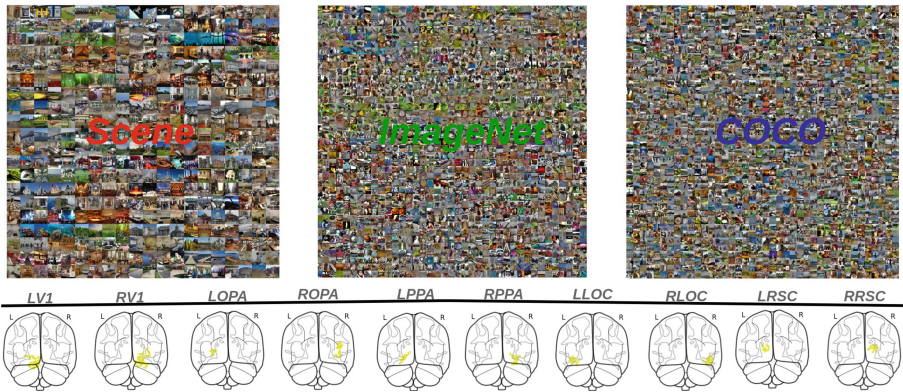 Scene ImageNet COCO
LV1 RV1 LOPA ROPA LPPA RPPA LLOC RLOC LRSC RRSC
L R L R L R L R L R L R L R L R L R L R